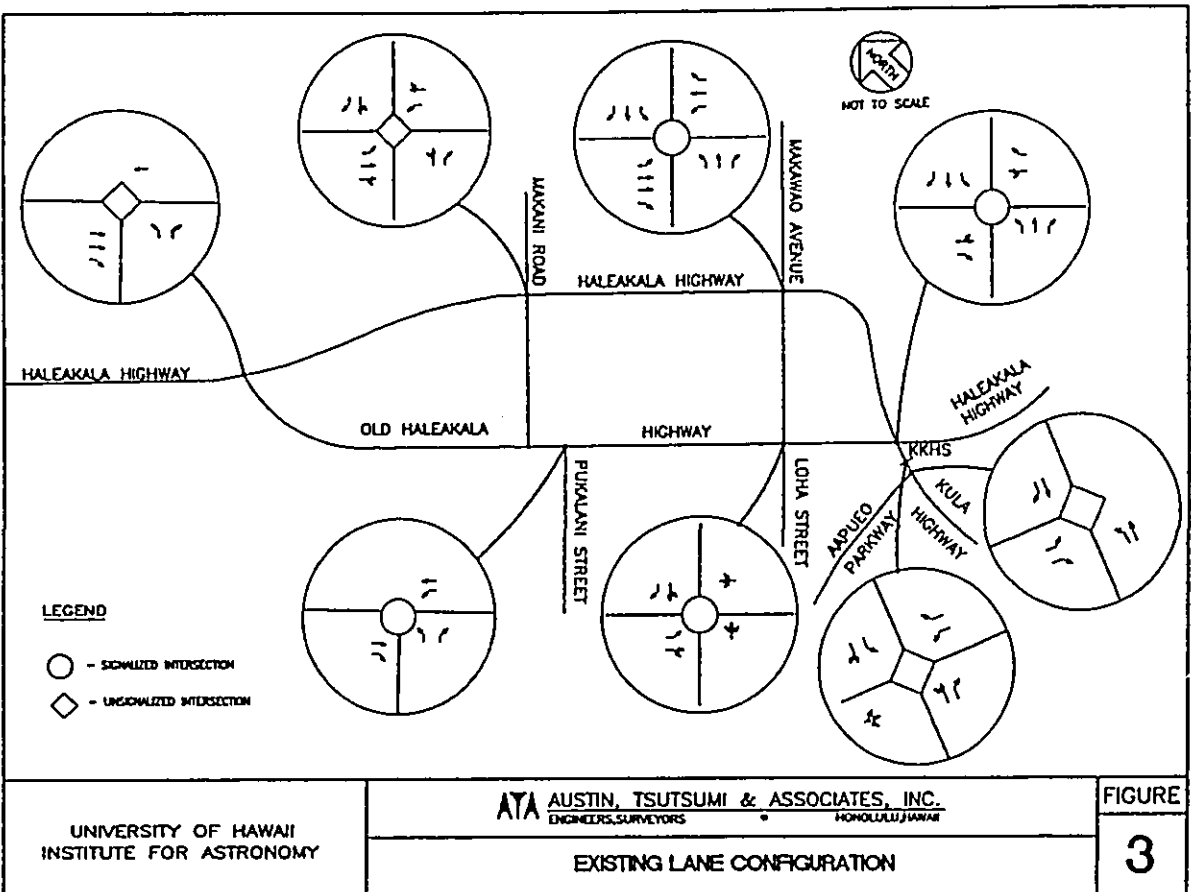 NORTH
NOT TO SCALE
MAKANI ROAD
MAKAWAO AVENUE
HALEAKALA HIGHWAY
HALEAKALA HIGHWAY
HALEAKALA
HIGHWAY
OLD HALEAKALA
HIGHWAY
KKHS
KULA
HIGHWAY
PUKALANI STREET
LOHA STREET
AAPUEO
PARKWAY
LEGEND
- SIGNALIZED INTERSECTION
- UNSIGNALIZED INTERSECTION
UNIVERSITY OF HAWAII
INSTITUTE FOR ASTRONOMY
ATA AUSTIN, TSUTSUMI & ASSOCIATES, INC.
ENGINEERS, SURVEYORS • HONOLULU, HAWAII
EXISTING LANE CONFIGURATION
FIGURE
3